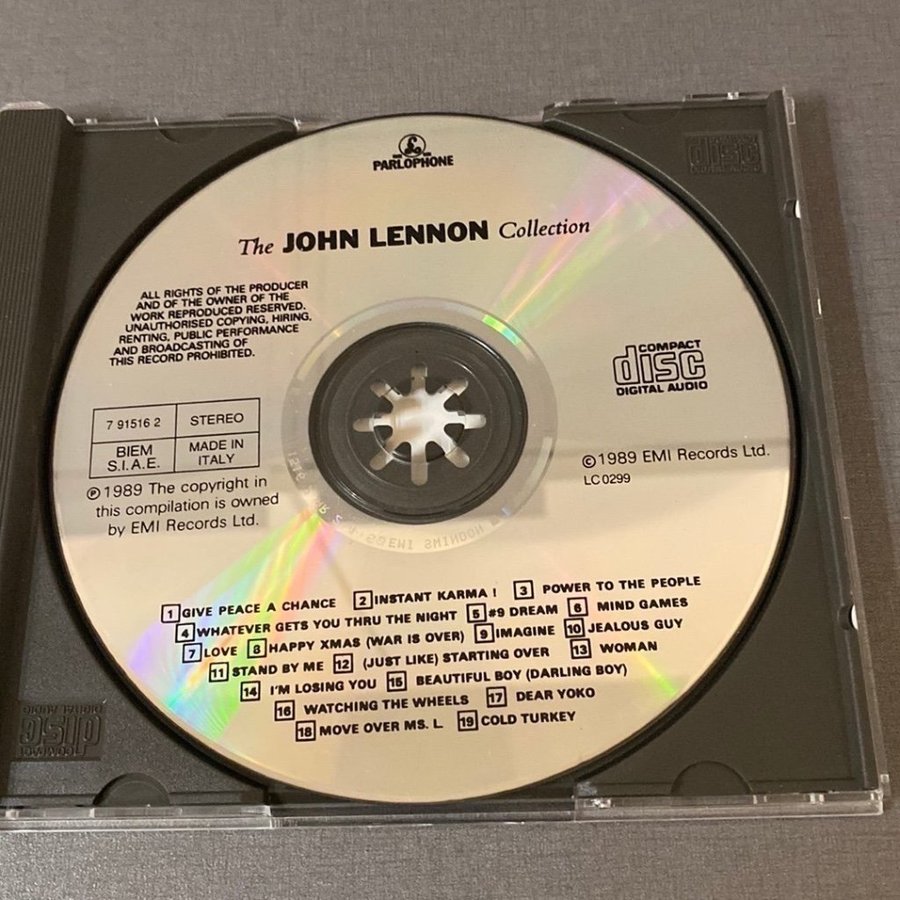 PARLOPHONE
The JOHN LENNON Collection
ALL RIGHTS OF THE PRODUCER
AND OF THE OWNER OF THE
WORK REPRODUCED RESERVED.
UNAUTHORISED COPYING, HIRING,
RENTING, PUBLIC PERFORMANCE
AND BROADCASTING OF
THIS RECORD PROHIBITED.
COMPACT
disc
DIGITAL AUDIO
7 91516 2 STEREO
BIEM MADE IN
S.I.A.E. ITALY
℗ 1989 The copyright in
this compilation is owned
by EMI Records Ltd.
© 1989 EMI Records Ltd.
LC 0299
EMI SWINDON
1 GIVE PEACE A CHANCE 2 INSTANT KARMA ! 3 POWER TO THE PEOPLE
4 WHATEVER GETS YOU THRU THE NIGHT 5 #9 DREAM 6 MIND GAMES
7 LOVE 8 HAPPY XMAS (WAR IS OVER) 9 IMAGINE 10 JEALOUS GUY
11 STAND BY ME 12 (JUST LIKE) STARTING OVER 13 WOMAN
14 I'M LOSING YOU 15 BEAUTIFUL BOY (DARLING BOY)
16 WATCHING THE WHEELS 17 DEAR YOKO
18 MOVE OVER MS. L 19 COLD TURKEY
disc
disc